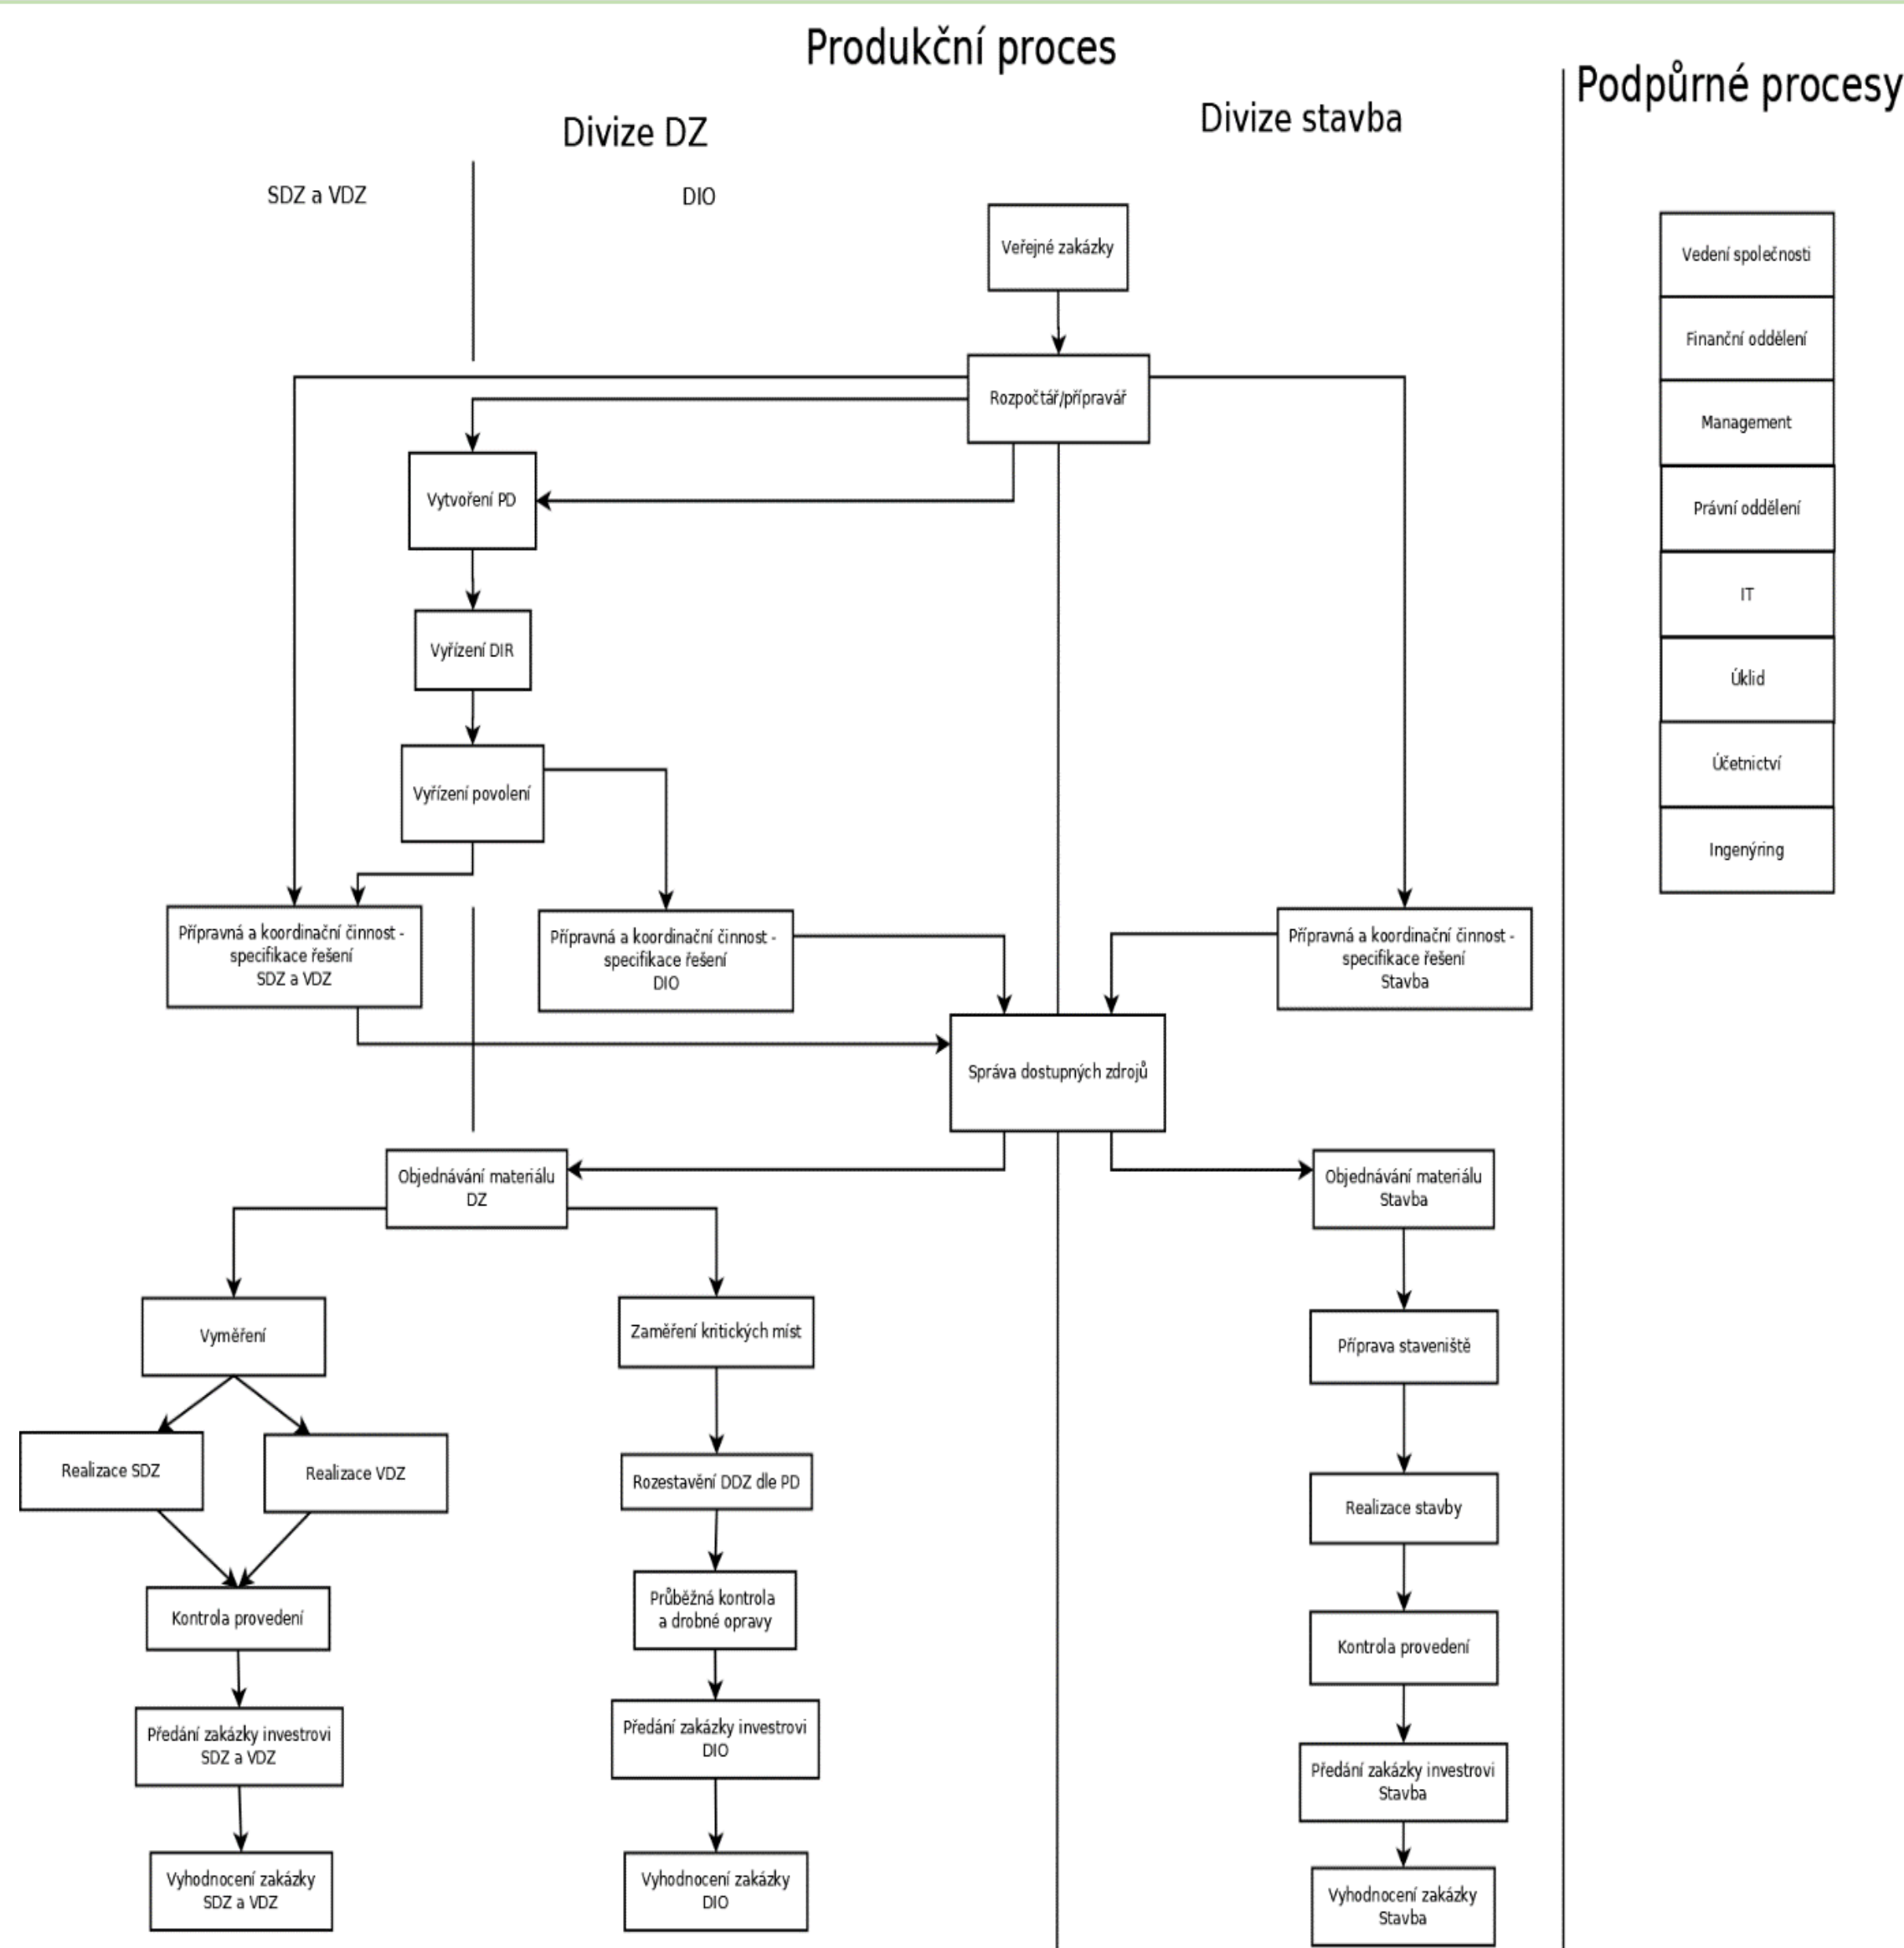 Produkční proces
Podpůrné procesy
Divize DZ
Divize stavba
SDZ a VDZ
DIO
Veřejné zakázky
Rozpočtář/přípravář
Vytvoření PD
Vyřízení DIR
Vyřízení povolení
Přípravná a koordinační činnost -
specifikace řešení
SDZ a VDZ
Přípravná a koordinační činnost -
specifikace řešení
DIO
Přípravná a koordinační činnost -
specifikace řešení
Stavba
Správa dostupných zdrojů
Objednávání materiálu
DZ
Objednávání materiálu
Stavba
Vyměření
Realizace SDZ
Realizace VDZ
Kontrola provedení
Předání zakázky investrovi
SDZ a VDZ
Vyhodnocení zakázky
SDZ a VDZ
Zaměření kritických míst
Rozestavění DDZ dle PD
Průběžná kontrola
a drobné opravy
Předání zakázky investrovi
DIO
Vyhodnocení zakázky
DIO
Příprava staveniště
Realizace stavby
Kontrola provedení
Předání zakázky investrovi
Stavba
Vyhodnocení zakázky
Stavba
Vedení společnosti
Finanční oddělení
Management
Právní oddělení
IT
Úklid
Účetnictví
Ingenýring